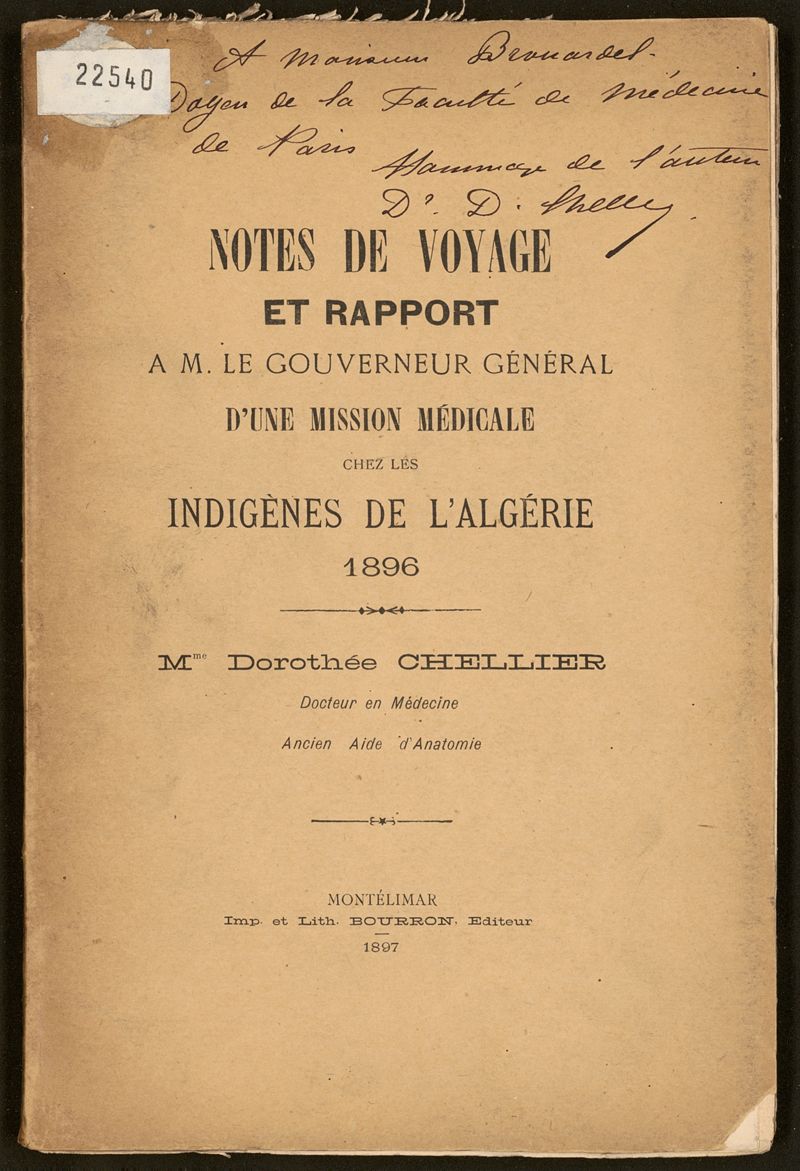 22540
A Monsieur Brouardel.
Doyen de la Faculté de Médecine
de Paris
Hommage de l'auteur
Dr. D. Chellier
NOTES DE VOYAGE
ET RAPPORT
A M. LE GOUVERNEUR GÉNÉRAL
D'UNE MISSION MÉDICALE
CHEZ LES
INDIGÈNES DE L'ALGÉRIE
1896
Mme Dorothée CHELLIER
Docteur en Médecine
Ancien Aide d'Anatomie
MONTÉLIMAR
Imp. et Lith. BOURRON, Editeur
1897